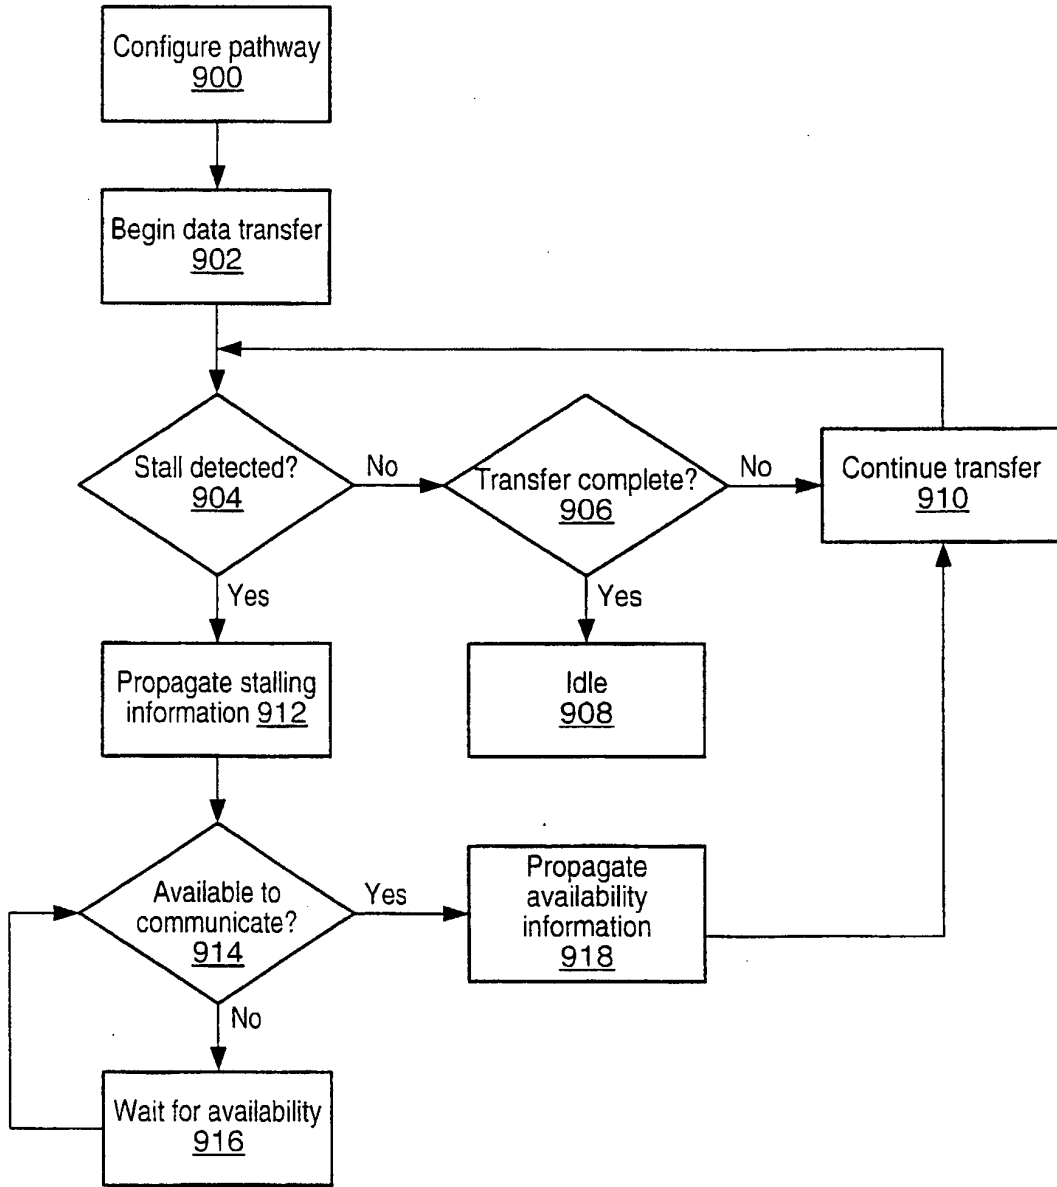 Configure pathway
900
Begin data transfer
902
Stall detected?
904
No
Transfer complete?
906
No
Continue transfer
910
Yes
Yes
Propagate stalling
information 912
Idle
908
Available to
communicate?
914
Yes
Propagate
availability
information
918
No
Wait for availability
916